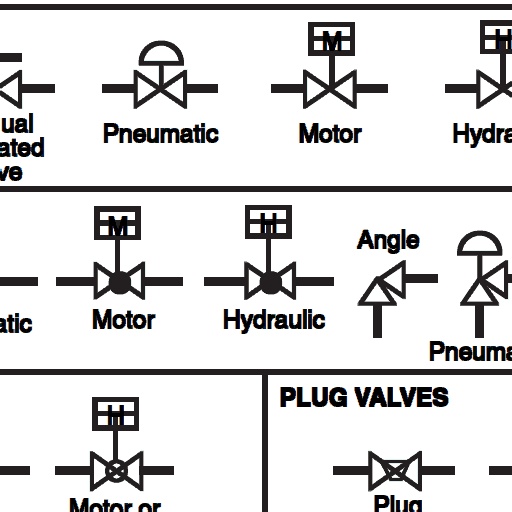 M
H
ual
ated
ve
Pneumatic
Motor
Hydra
M
H
Angle
atic
Motor
Hydraulic
Pneuma
H
PLUG VALVES
Motor or
Plug